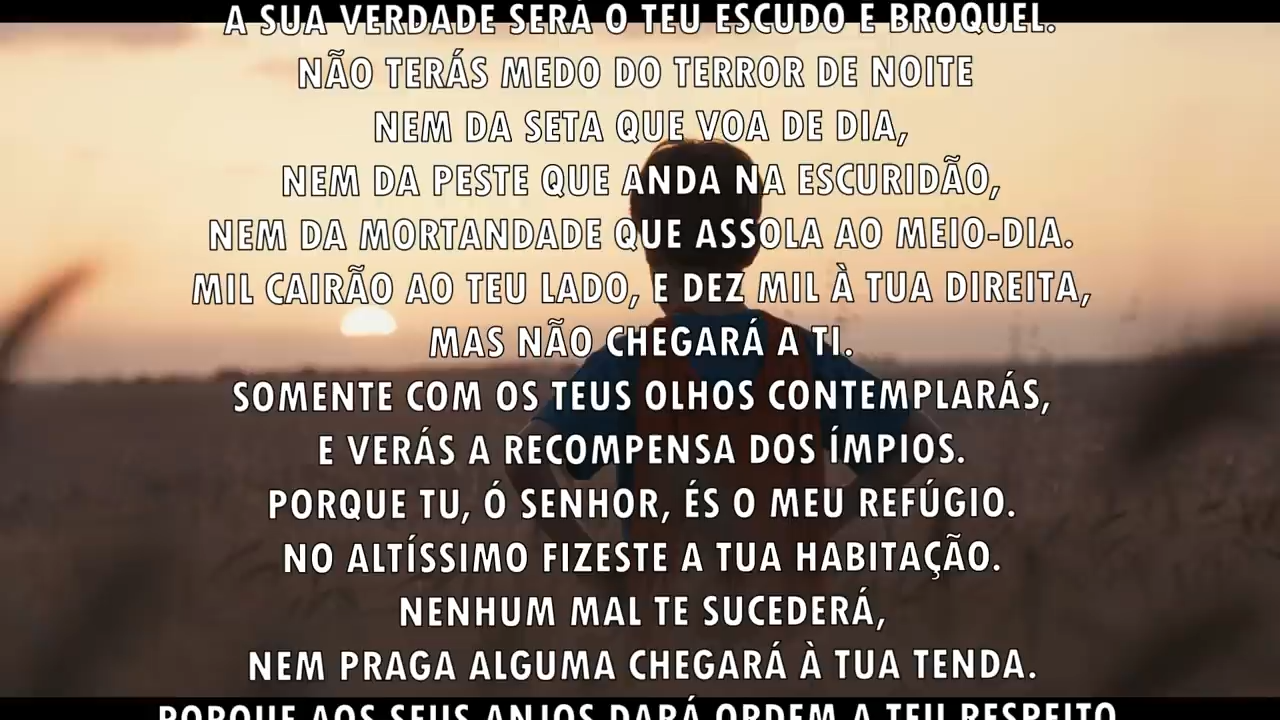 A SUA VERDADE SERÁ O TEU ESCUDO E BROQUEL.
NÃO TERÁS MEDO DO TERROR DE NOITE
NEM DA SETA QUE VOA DE DIA,
NEM DA PESTE QUE ANDA NA ESCURIDÃO,
NEM DA MORTANDADE QUE ASSOLA AO MEIO-DIA.
MIL CAIRÃO AO TEU LADO, E DEZ MIL À TUA DIREITA,
MAS NÃO CHEGARÁ A TI.
SOMENTE COM OS TEUS OLHOS CONTEMPLARÁS,
E VERÁS A RECOMPENSA DOS ÍMPIOS.
PORQUE TU, Ó SENHOR, ÉS O MEU REFÚGIO.
NO ALTÍSSIMO FIZESTE A TUA HABITAÇÃO.
NENHUM MAL TE SUCEDERÁ,
NEM PRAGA ALGUMA CHEGARÁ À TUA TENDA.
PORQUE AOS SEUS ANJOS DARÁ ORDEM A TEU RESPEITO